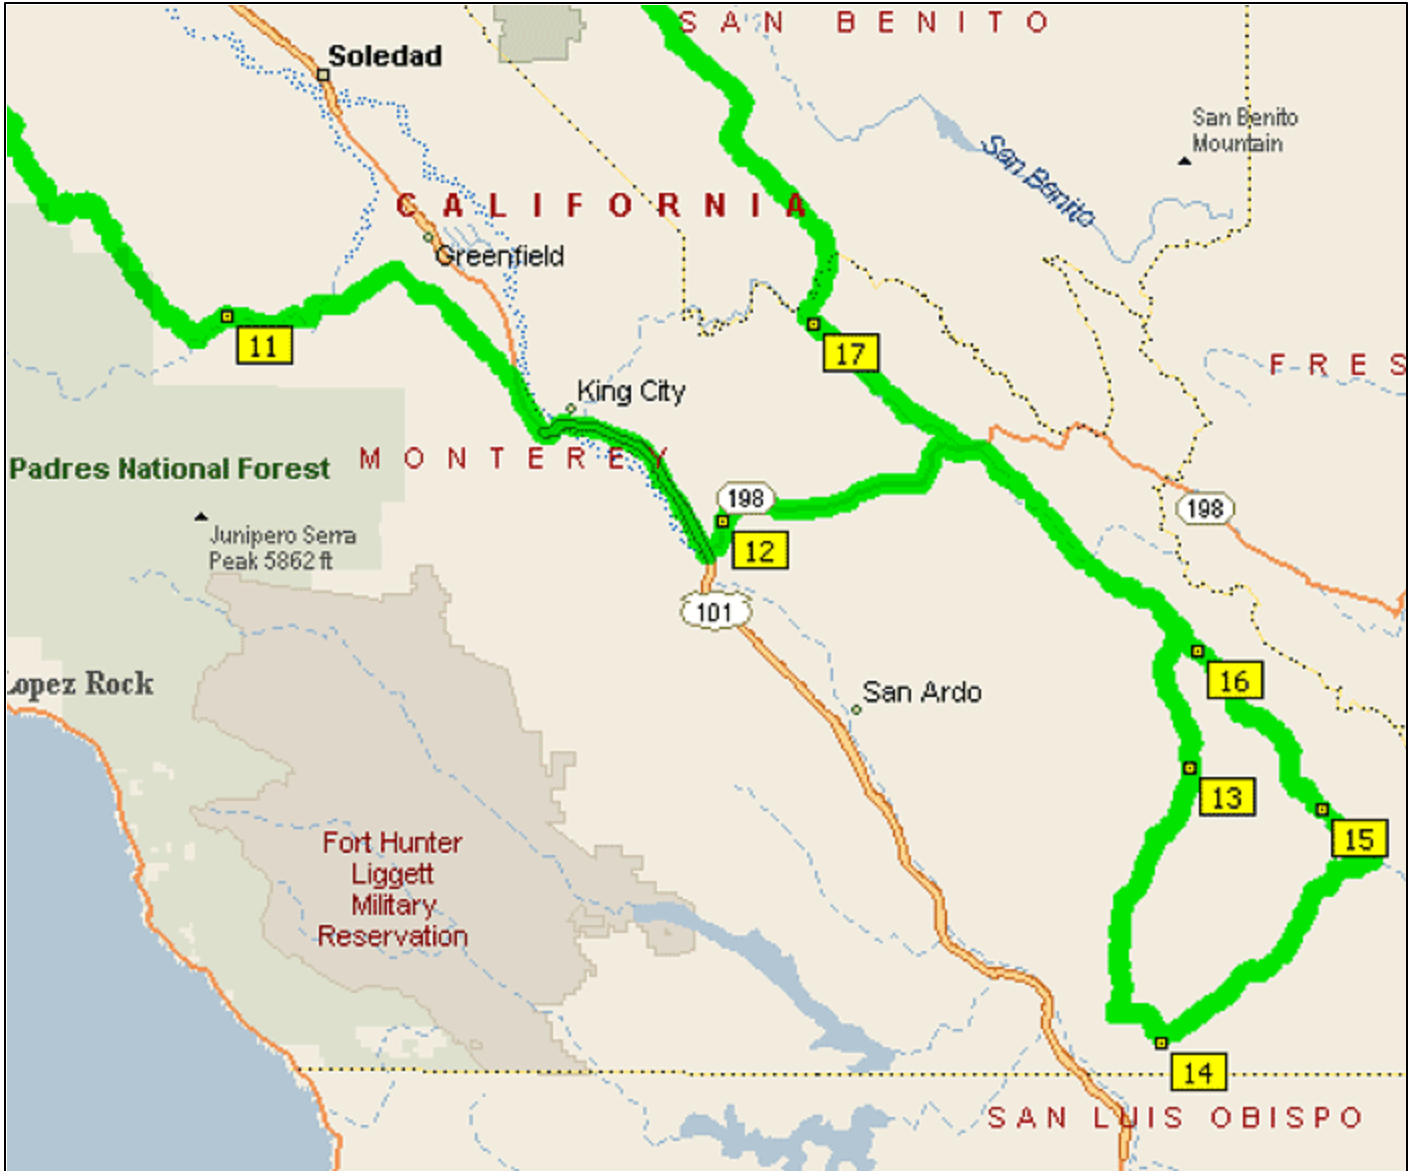 SAN BENITO
Soledad
San Benito
Mountain
San Benito
CALIFORNIA
Greenfield
11
17
FRES
King City
MONTEREY
Padres National Forest
198
198
Junipero Serra
Peak 5862 ft
12
101
Lopez Rock
San Ardo
16
13
15
Fort Hunter
Liggett
Military
Reservation
14
SAN LUIS OBISPO